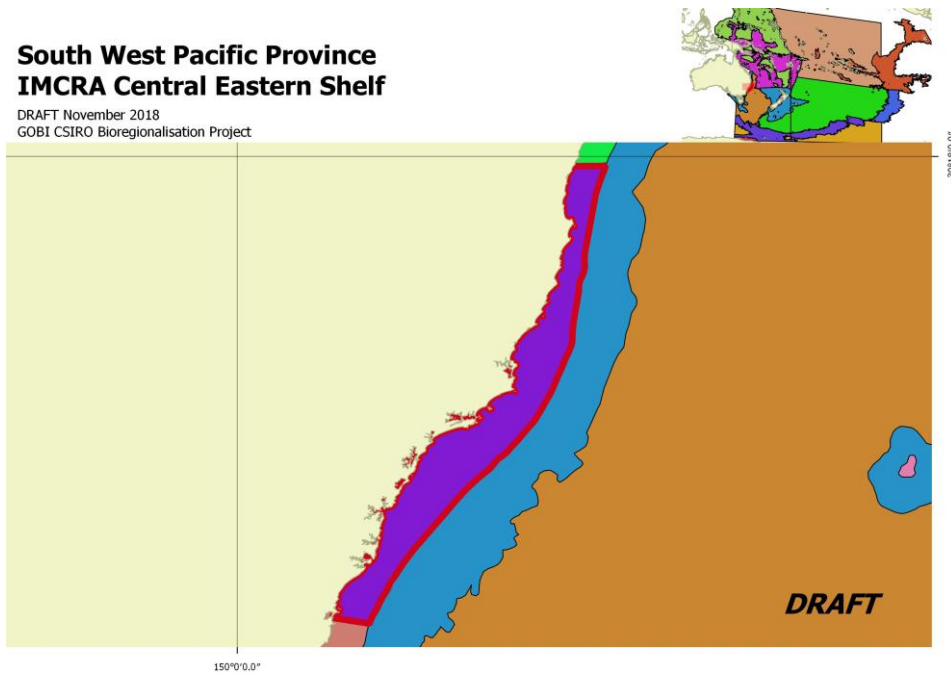 South West Pacific Province
IMCRA Central Eastern Shelf
DRAFT November 2018
GOBI CSIRO Bioregionalisation Project
DRAFT
150°0'0.0"